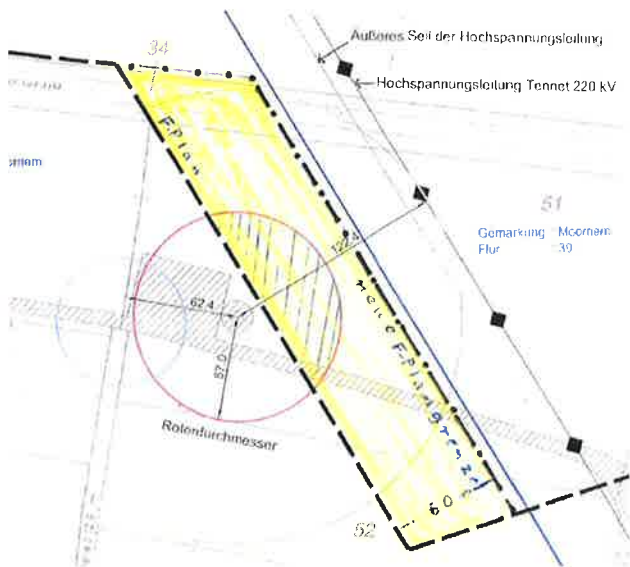 34
Äußeres Seil der Hochspannungsleitung
Hochspannungsleitung Tennet 220 kV
F.Plan
51
Gemarkung : Moorriem
Flur : 39
122.4
62.4
57.0
neue F.Plangrenze
Rotordurchmesser
60
52